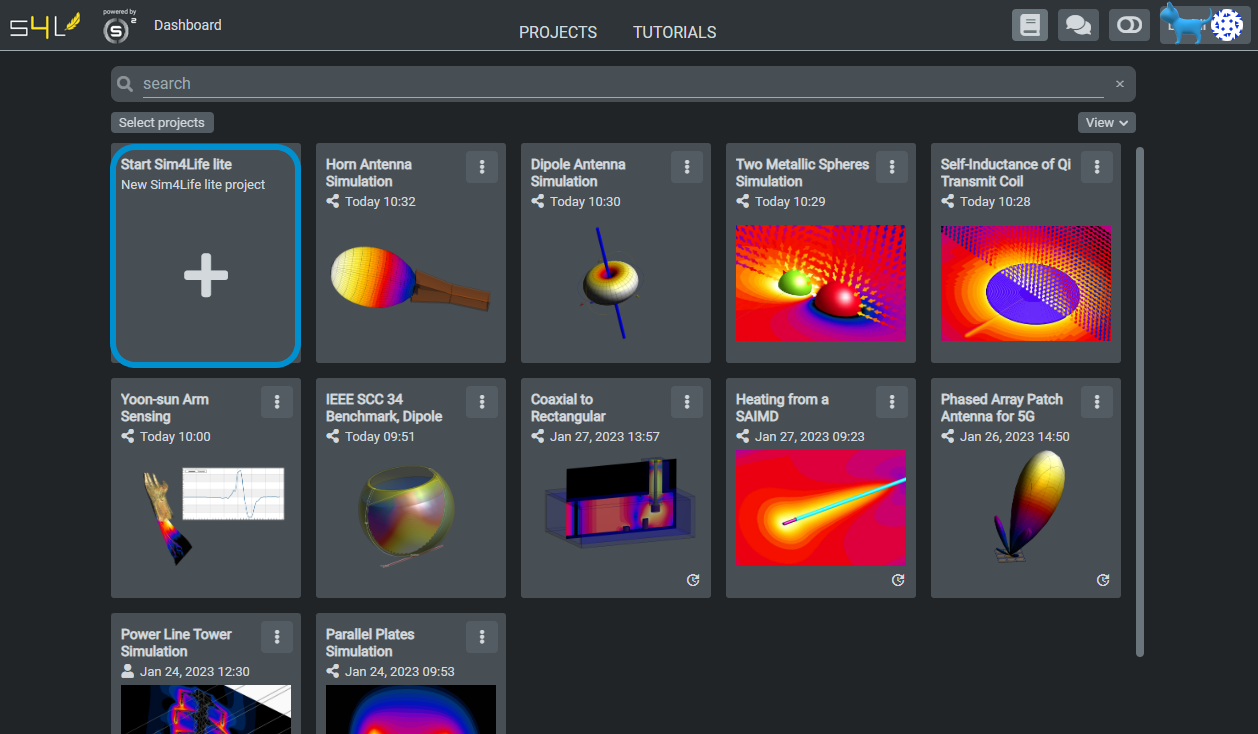 S4L
powered by
S 2
Dashboard
PROJECTS
TUTORIALS
search
Select projects
View
Start Sim4Life lite
New Sim4Life lite project
Horn Antenna
Simulation
Today 10:32
Dipole Antenna
Simulation
Today 10:30
Two Metallic Spheres
Simulation
Today 10:29
Self-Inductance of Qi
Transmit Coil
Today 10:28
Yoon-sun Arm
Sensing
Today 10:00
IEEE SCC 34
Benchmark, Dipole
Today 09:51
Coaxial to
Rectangular
Jan 27, 2023 13:57
Heating from a
SAIMD
Jan 27, 2023 09:23
Phased Array Patch
Antenna for 5G
Jan 26, 2023 14:50
Power Line Tower
Simulation
Jan 24, 2023 12:30
Parallel Plates
Simulation
Jan 24, 2023 09:53